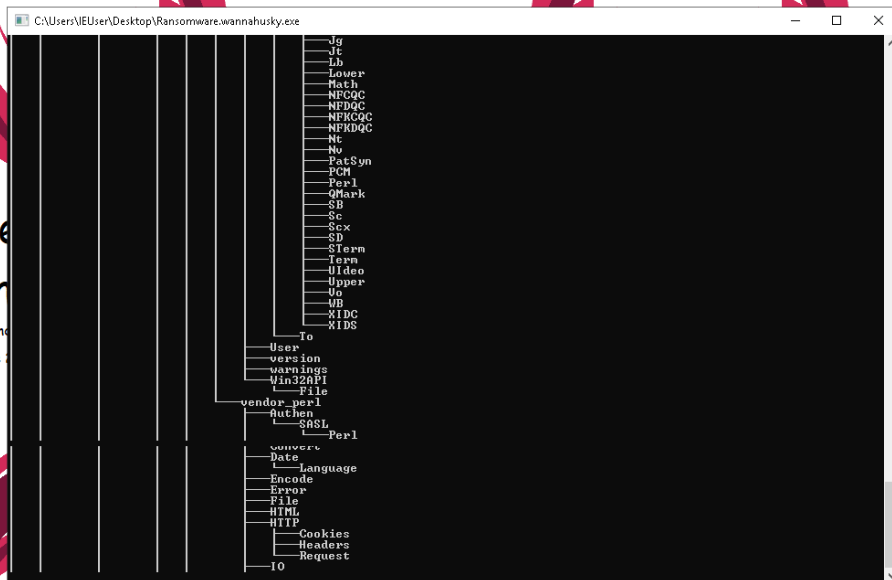 C:\Users\IEUser\Desktop\Ransomware.wannahusky.exe
Jg
Jt
Lb
Lower
Math
NFCQC
NFDQC
NFKCQC
NFKDQC
Nt
Nv
PatSyn
PCM
Perl
QMark
SB
Sc
Scx
SD
STerm
Term
UIdeo
Upper
Vo
WB
XIDC
XIDS
To
User
version
warnings
Win32API
File
vendor_perl
Authen
SASL
Perl
Convert
Date
Language
Encode
Error
File
HTML
HTTP
Cookies
Headers
Request
IO